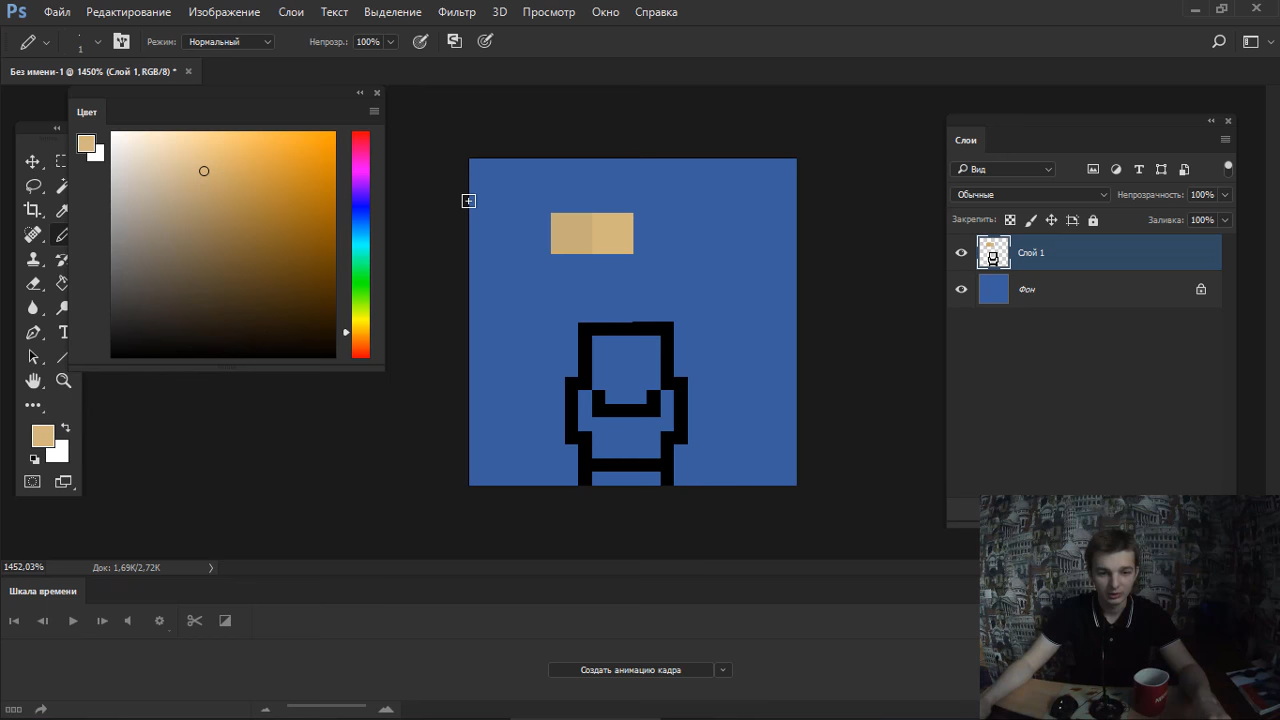 Ps Файл Редактирование Изображение Слои Текст Выделение Фильтр 3D Просмотр Окно Справка
1 Режим: Нормальный Непрозр.: 100%
Без имени-1 @ 1450% (Слой 1, RGB/8) *
Цвет
Слои
Вид
Обычные Непрозрачность: 100%
Закрепить: Заливка: 100%
Слой 1
Фон
1452,03% Док: 1,69K/2,72K
Шкала времени
Создать анимацию кадра